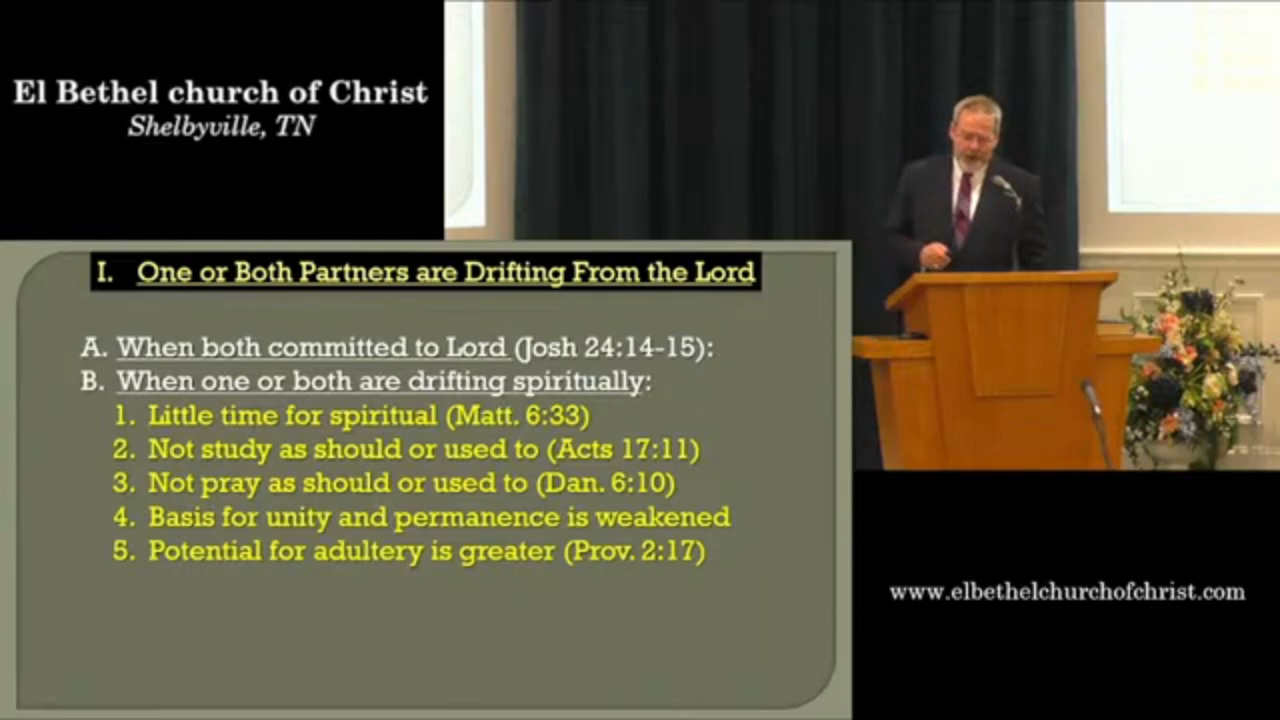 El Bethel church of Christ
Shelbyville, TN
I. One or Both Partners are Drifting From the Lord
A. When both committed to Lord (Josh 24:14-15):
B. When one or both are drifting spiritually:
1. Little time for spiritual (Matt. 6:33)
2. Not study as should or used to (Acts 17:11)
3. Not pray as should or used to (Dan. 6:10)
4. Basis for unity and permanence is weakened
5. Potential for adultery is greater (Prov. 2:17)
www.elbethelchurchofchrist.com